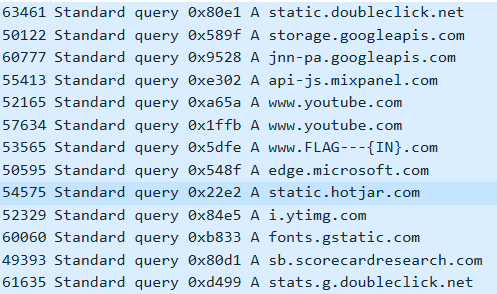 63461 Standard query 0x80e1 A static.doubleclick.net
50122 Standard query 0x589f A storage.googleapis.com
60777 Standard query 0x9528 A jnn-pa.googleapis.com
55413 Standard query 0xe302 A api-js.mixpanel.com
52165 Standard query 0xa65a A www.youtube.com
57634 Standard query 0x1ffb A www.youtube.com
53565 Standard query 0x5dfe A www.FLAG---{IN}.com
50595 Standard query 0x548f A edge.microsoft.com
54575 Standard query 0x22e2 A static.hotjar.com
52329 Standard query 0x84e5 A i.ytimg.com
60060 Standard query 0xb833 A fonts.gstatic.com
49393 Standard query 0x80d1 A sb.scorecardresearch.com
61635 Standard query 0xd499 A stats.g.doubleclick.net